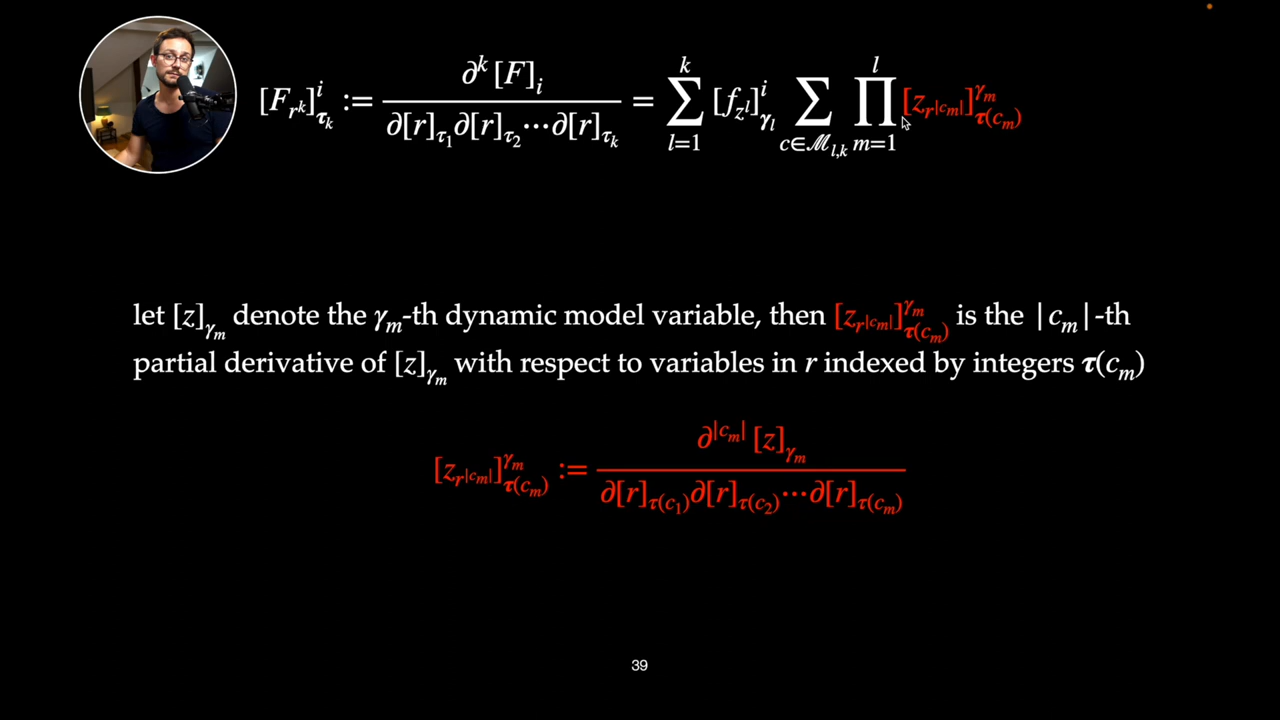 [F_{r^k}]^i_{τ_k} := ∂^k [F]_i / ∂[r]_{τ_1}∂[r]_{τ_2}⋯∂[r]_{τ_k} = ∑_{l=1}^{k} [f_{z^l}]^i_{γ_l} ∑_{c∈ℳ_{l,k}} ∏_{m=1}^{l} [z_{r^{|c_m|}}]^{γ_m}_{τ(c_m)}
let [z]_{γ_m} denote the γ_m-th dynamic model variable, then [z_{r^{|c_m|}}]^{γ_m}_{τ(c_m)} is the |c_m|-th
partial derivative of [z]_{γ_m} with respect to variables in r indexed by integers τ(c_m)
[z_{r^{|c_m|}}]^{γ_m}_{τ(c_m)} := ∂^{|c_m|} [z]_{γ_m} / ∂[r]_{τ(c_1)}∂[r]_{τ(c_2)}⋯∂[r]_{τ(c_m)}
39